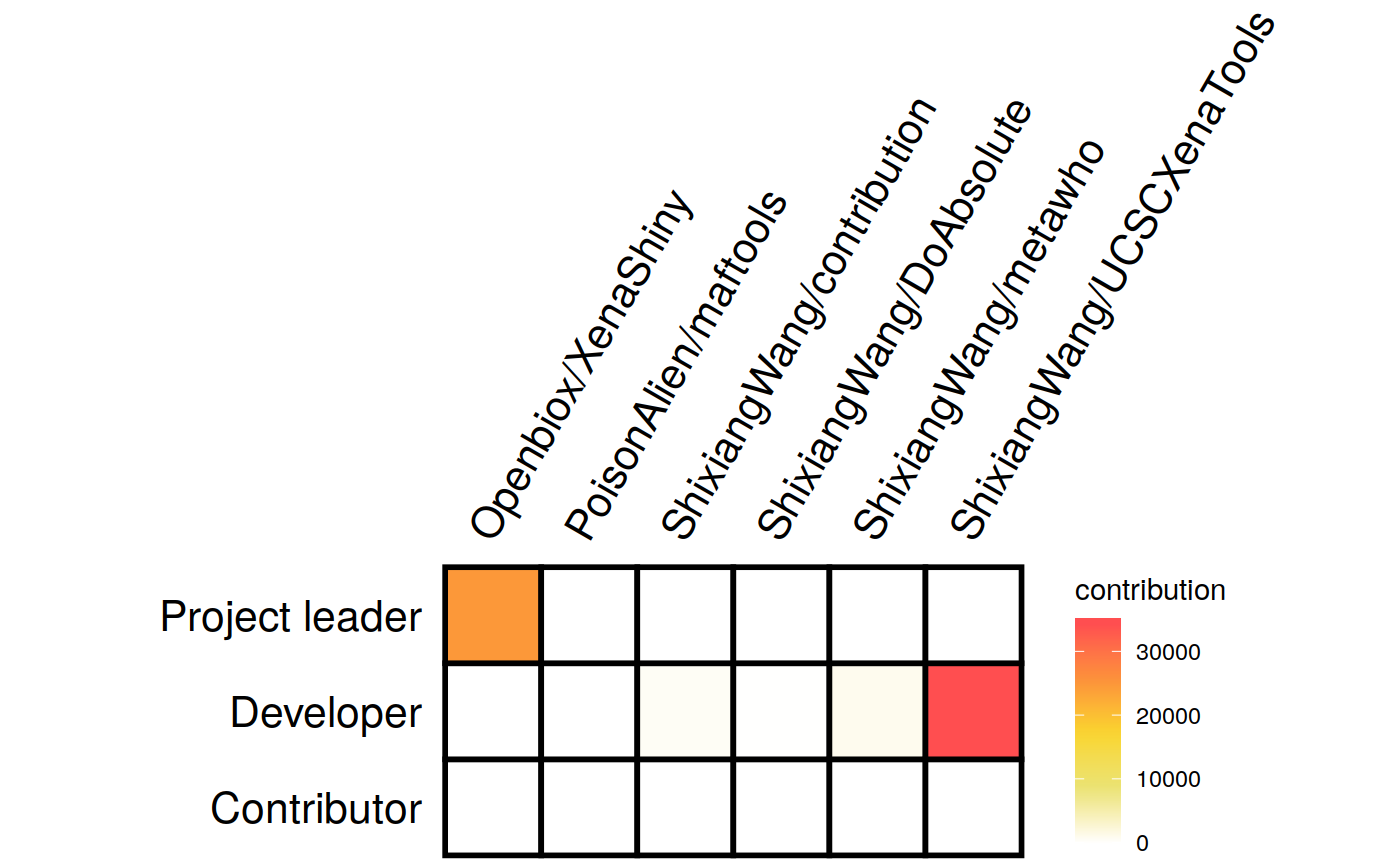 Openbiox/XenaShiny
PoisonAlien/maftools
ShixiangWang/contribution
ShixiangWang/DoAbsolute
ShixiangWang/metawho
ShixiangWang/UCSCXenaTools
Project leader
Developer
Contributor
contribution
30000
20000
10000
0